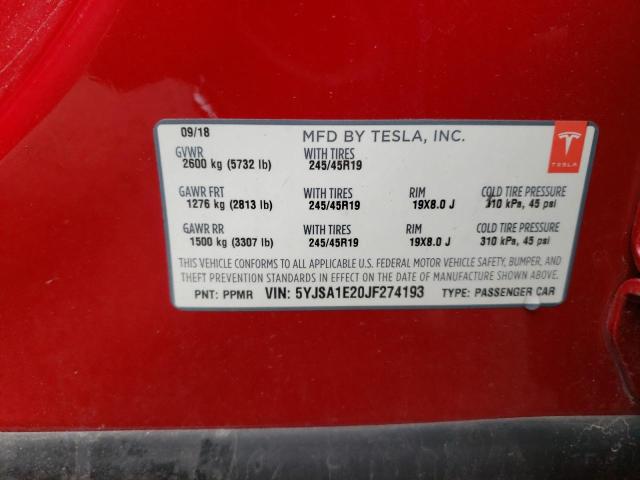 09/18 MFD BY TESLA, INC.
GVWR WITH TIRES
2600 kg (5732 lb) 245/45R19
TESLA
GAWR FRT WITH TIRES RIM COLD TIRE PRESSURE
1276 kg (2813 lb) 245/45R19 19X8.0 J 310 kPa, 45 psi
GAWR RR WITH TIRES RIM COLD TIRE PRESSURE
1500 kg (3307 lb) 245/45R19 19X8.0 J 310 kPa, 45 psi
THIS VEHICLE CONFORMS TO ALL APPLICABLE U.S. FEDERAL MOTOR VEHICLE SAFETY, BUMPER, AND
THEFT PREVENTION STANDARDS IN EFFECT ON THE DATE OF MANUFACTURE SHOWN ABOVE.
PNT: PPMR VIN: 5YJSA1E20JF274193 TYPE: PASSENGER CAR